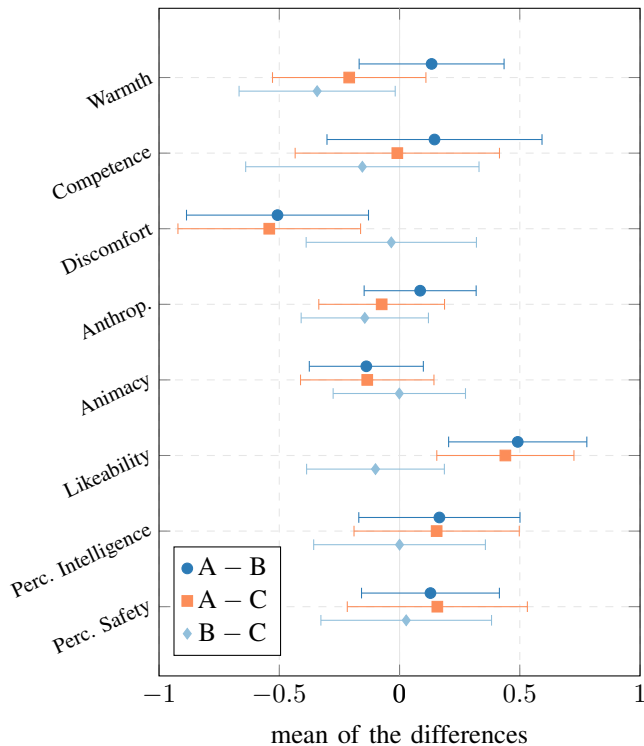 Warmth
Competence
Discomfort
Anthrop.
Animacy
Likeability
Perc. Intelligence
Perc. Safety
A − B
A − C
B − C
−1 −0.5 0 0.5 1
mean of the differences